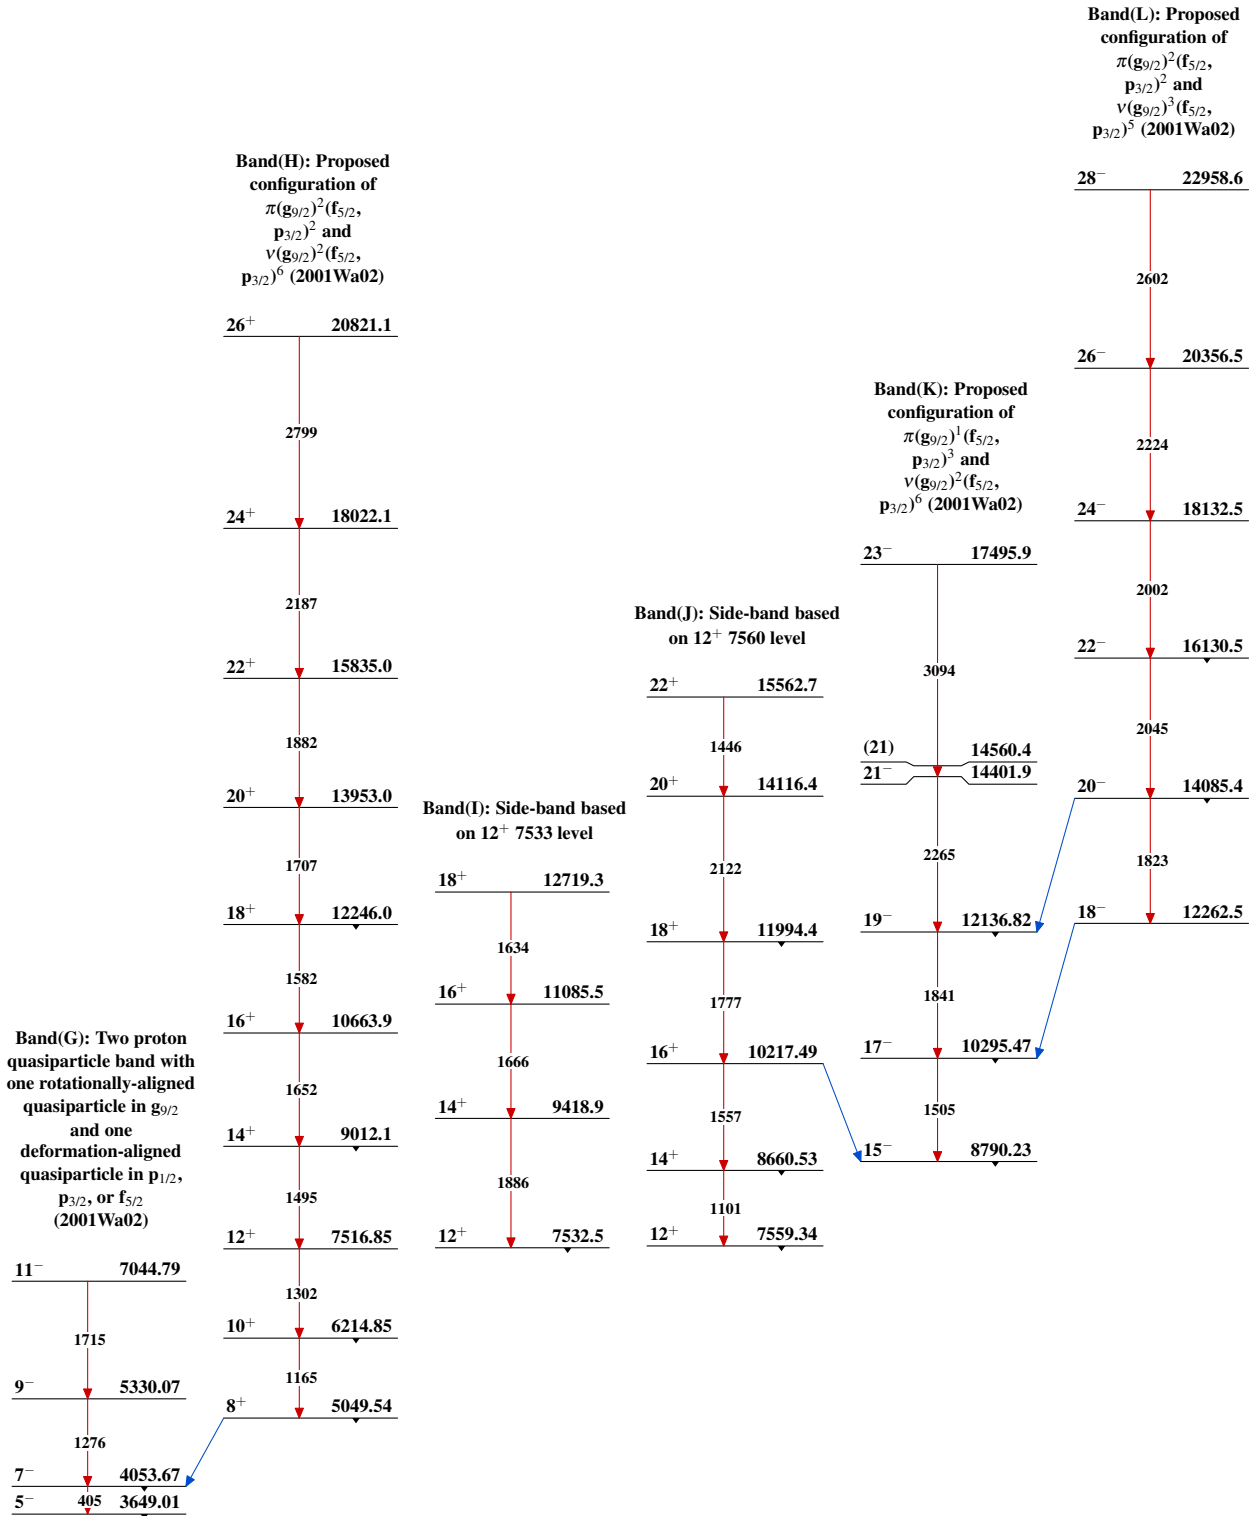 Band(G): Two proton
quasiparticle band with
one rotationally-aligned
quasiparticle in g9/2
and one
deformation-aligned
quasiparticle in p1/2,
p3/2, or f5/2
(2001Wa02)
11− 7044.79
1715
9− 5330.07
1276
7− 4053.67
405
5− 3649.01
Band(H): Proposed
configuration of
π(g9/2)²(f5/2,
p3/2)² and
ν(g9/2)²(f5/2,
p3/2)⁶ (2001Wa02)
26+ 20821.1
2799
24+ 18022.1
2187
22+ 15835.0
1882
20+ 13953.0
1707
18+ 12246.0
1582
16+ 10663.9
1652
14+ 9012.1
1495
12+ 7516.85
1302
10+ 6214.85
1165
8+ 5049.54
Band(I): Side-band based
on 12+ 7533 level
18+ 12719.3
1634
16+ 11085.5
1666
14+ 9418.9
1886
12+ 7532.5
Band(J): Side-band based
on 12+ 7560 level
22+ 15562.7
1446
20+ 14116.4
2122
18+ 11994.4
1777
16+ 10217.49
1557
14+ 8660.53
1101
12+ 7559.34
Band(K): Proposed
configuration of
π(g9/2)¹(f5/2,
p3/2)³ and
ν(g9/2)²(f5/2,
p3/2)⁶ (2001Wa02)
23− 17495.9
3094
(21) 14560.4
21− 14401.9
2265
19− 12136.82
1841
17− 10295.47
1505
15− 8790.23
Band(L): Proposed
configuration of
π(g9/2)²(f5/2,
p3/2)² and
ν(g9/2)³(f5/2,
p3/2)⁵ (2001Wa02)
28− 22958.6
2602
26− 20356.5
2224
24− 18132.5
2002
22− 16130.5
2045
20− 14085.4
1823
18− 12262.5